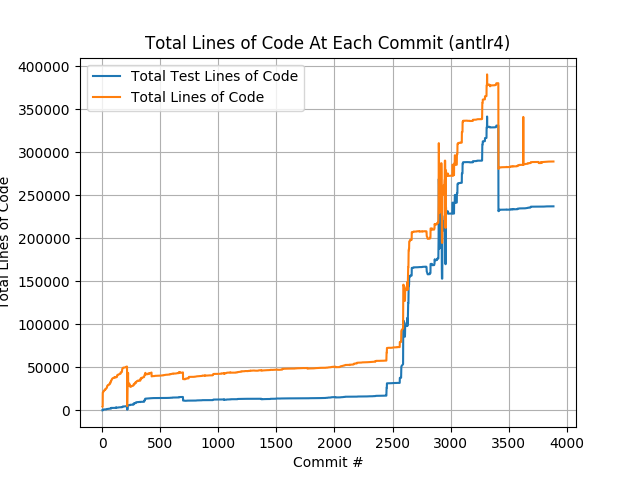 Total Lines of Code At Each Commit (antlr4)
Total Test Lines of Code
Total Lines of Code
400000
350000
300000
250000
200000
150000
100000
50000
0
Total Lines of Code
0 500 1000 1500 2000 2500 3000 3500 4000
Commit #